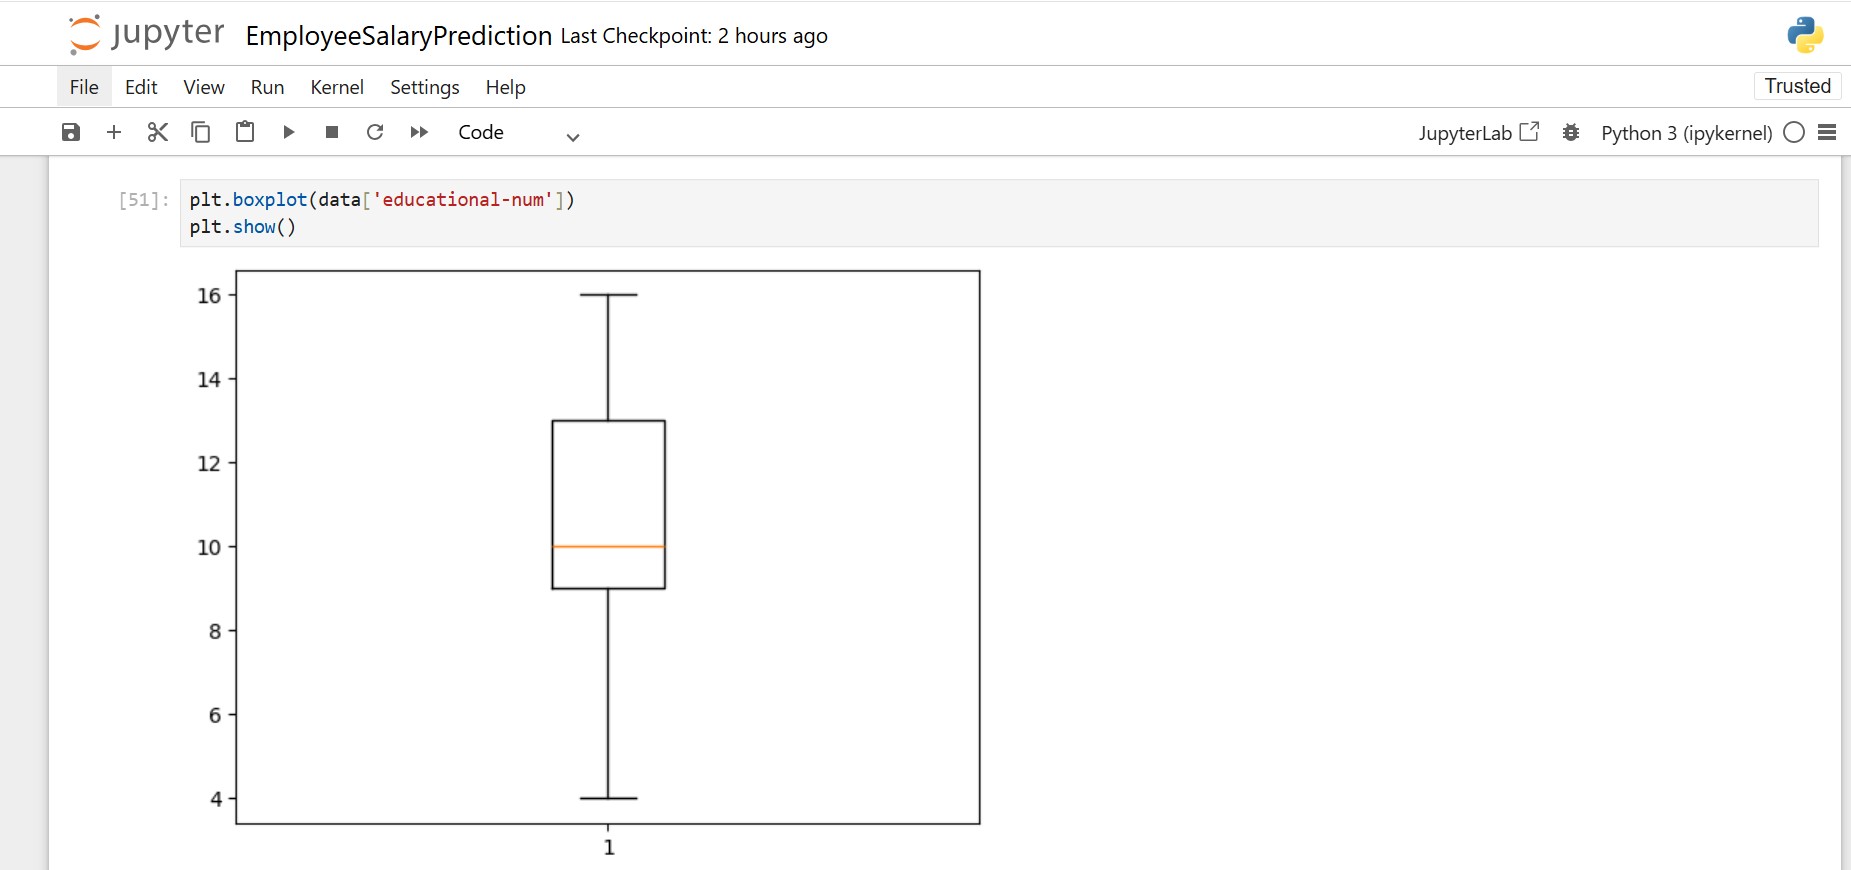 jupyter EmployeeSalaryPrediction Last Checkpoint: 2 hours ago
File Edit View Run Kernel Settings Help Trusted
Code JupyterLab Python 3 (ipykernel)
[51]: plt.boxplot(data['educational-num'])
plt.show()
16
14
12
10
8
6
4
1